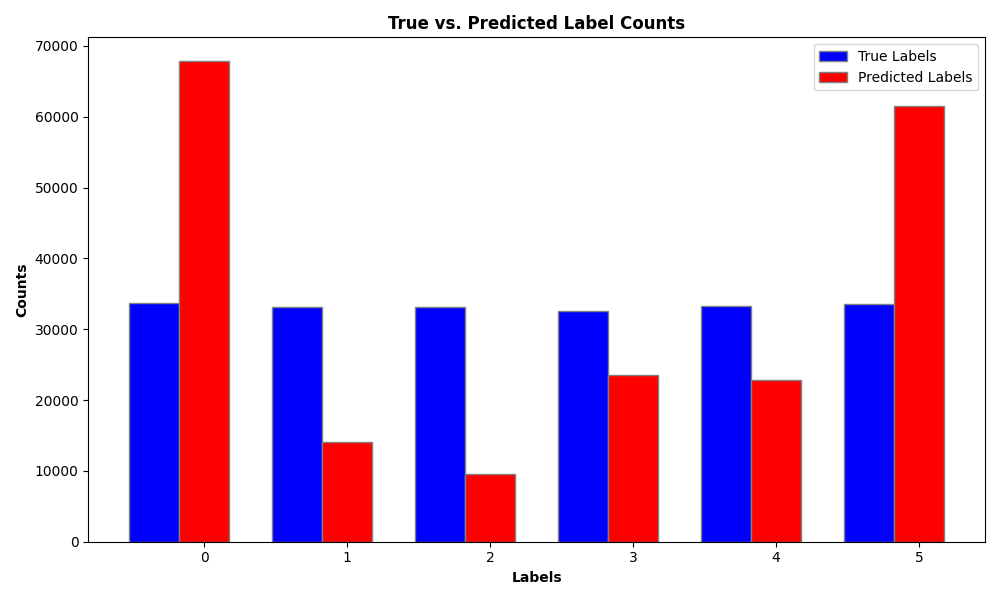 True vs. Predicted Label Counts
True Labels
Predicted Labels
70000
60000
50000
40000
30000
20000
10000
0
Counts
0 1 2 3 4 5
Labels